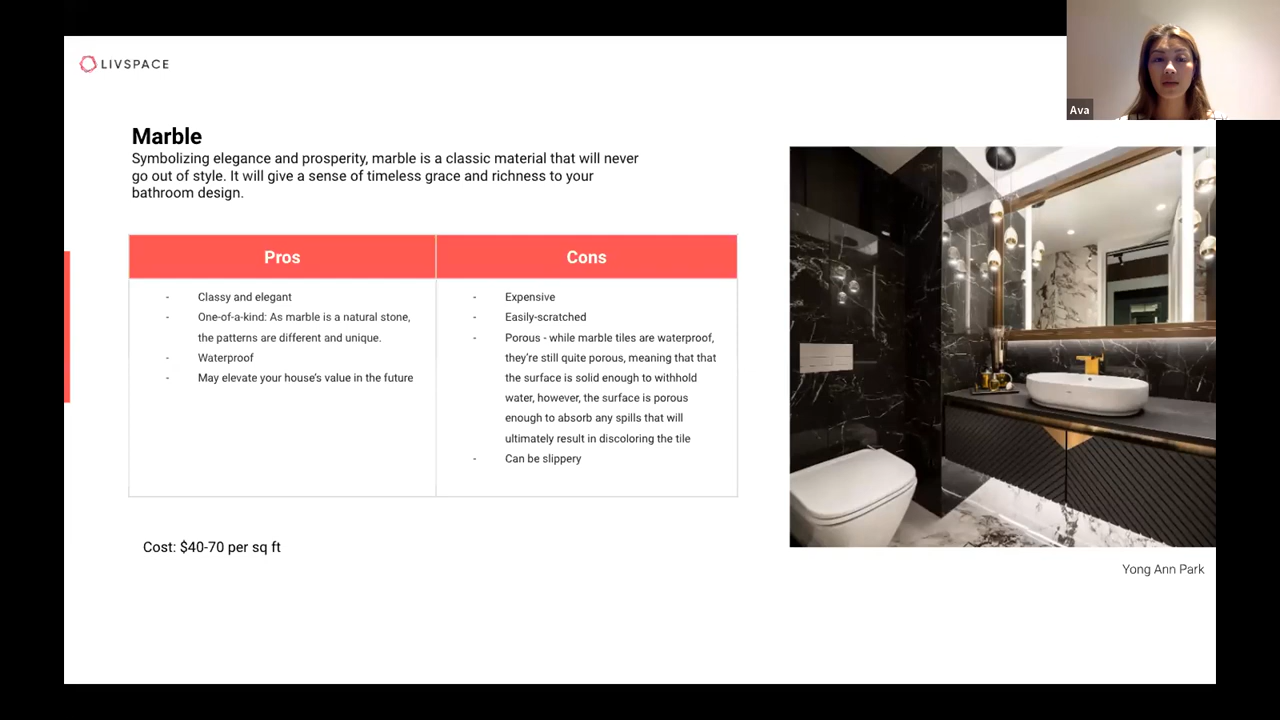 LIVSPACE
Ava
Marble
Symbolizing elegance and prosperity, marble is a classic material that will never
go out of style. It will give a sense of timeless grace and richness to your
bathroom design.
Pros
- Classy and elegant
- One-of-a-kind: As marble is a natural stone,
the patterns are different and unique.
- Waterproof
- May elevate your house's value in the future
Cons
- Expensive
- Easily-scratched
- Porous - while marble tiles are waterproof,
they're still quite porous, meaning that that
the surface is solid enough to withhold
water, however, the surface is porous
enough to absorb any spills that will
ultimately result in discoloring the tile
- Can be slippery
Cost: $40-70 per sq ft
Yong Ann Park